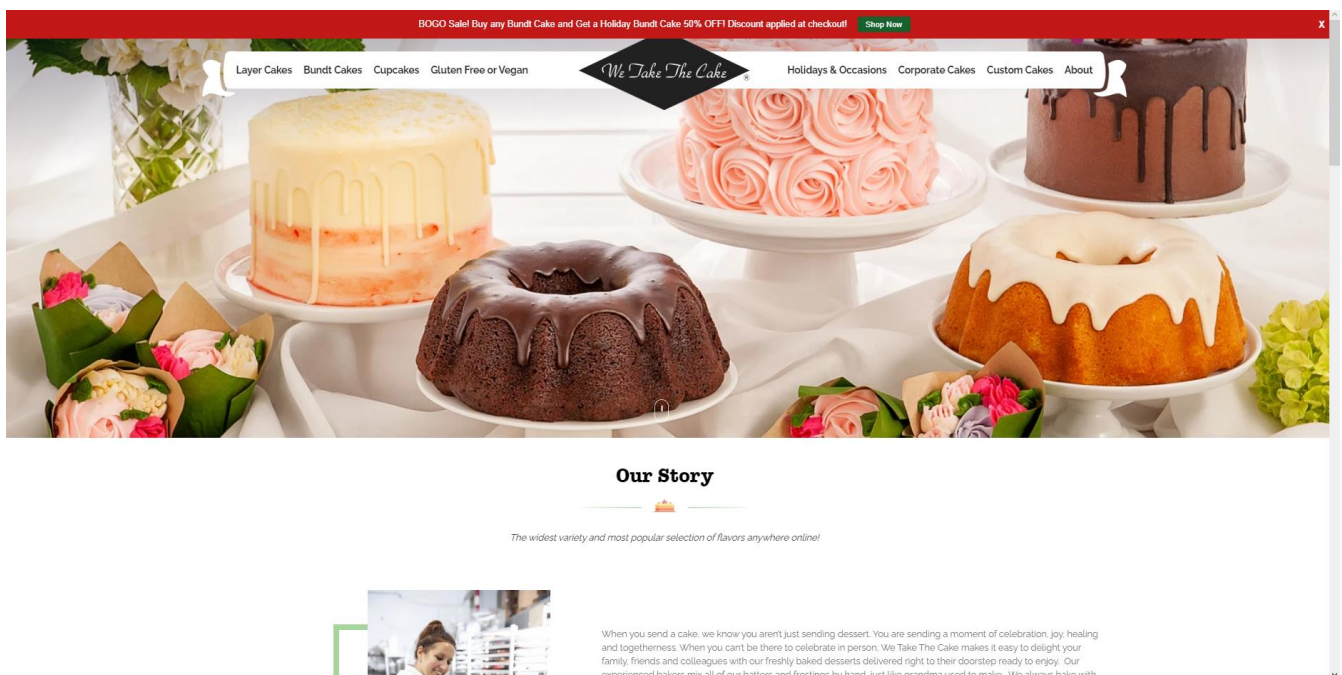 BOGO Sale! Buy any Bundt Cake and Get a Holiday Bundt Cake 50% OFF! Discount applied at checkout! Shop Now X
Layer Cakes Bundt Cakes Cupcakes Gluten Free or Vegan We Take The Cake ® Holidays & Occasions Corporate Cakes Custom Cakes About
Our Story
The widest variety and most popular selection of flavors anywhere online!
When you send a cake, we know you aren't just sending dessert. You are sending a moment of celebration, joy, healing
and togetherness. When you can't be there to celebrate in person, We Take The Cake makes it easy to delight your
family, friends and colleagues with our freshly baked desserts delivered right to their doorstep ready to enjoy. Our
experienced bakers mix all of our batters and frostings by hand, just like grandma used to make. We always bake with